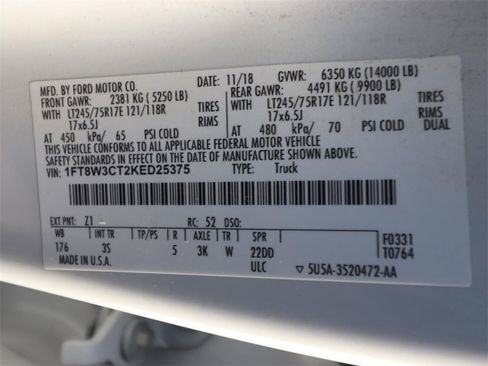 MFD. BY FORD MOTOR CO. 11/18 GVWR: 6350 KG (14000 LB)
FRONT GAWR: 2381 KG (5250 LB) REAR GAWR: 4491 KG (9900 LB)
WITH LT245/75R17E 121/118R TIRES WITH LT245/75R17E 121/118R TIRES
17x6.5J RIMS 17x6.5J RIMS
AT 450 kPa/ 65 PSI COLD AT 480 kPa/ 70 PSI COLD DUAL
THIS VEHICLE CONFORMS TO ALL APPLICABLE FEDERAL MOTOR VEHICLE
SAFETY STANDARDS IN EFFECT ON THE DATE OF MANUFACTURE SHOWN ABOVE.
VIN: 1FT8W3CT2KED25375 TYPE: Truck
EXT PNT: Z1 RC: 52 DSO:
WB INT TR TP/PS R AXLE TR SPR F0331
176 3S 5 3K W 22DD T0764
MADE IN U.S.A. ULC ▽ 5U5A-3520472-AA